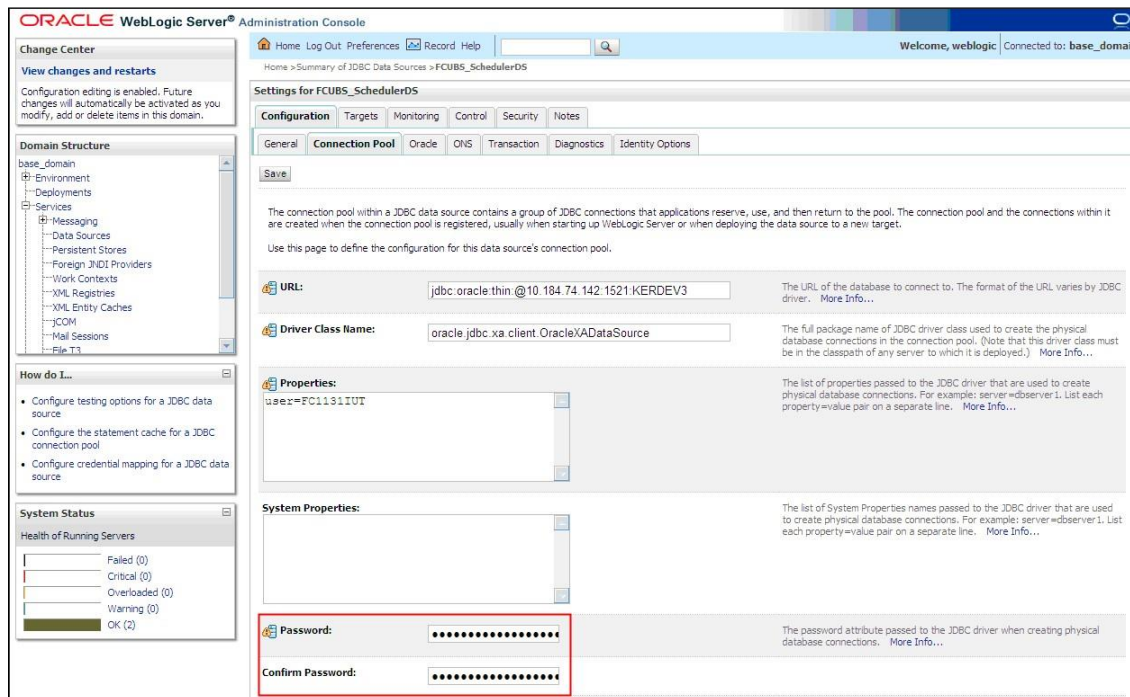 ORACLE WebLogic Server® Administration Console
Change Center
View changes and restarts
Configuration editing is enabled. Future
changes will automatically be activated as you
modify, add or delete items in this domain.
Domain Structure
base_domain
Environment
Deployments
Services
Messaging
Data Sources
Persistent Stores
Foreign JNDI Providers
Work Contexts
XML Registries
XML Entity Caches
jCOM
Mail Sessions
File T3
How do I...
Configure testing options for a JDBC data
source
Configure the statement cache for a JDBC
connection pool
Configure credential mapping for a JDBC data
source
System Status
Health of Running Servers
Failed (0)
Critical (0)
Overloaded (0)
Warning (0)
OK (2)
Home Log Out Preferences Record Help
Welcome, weblogic Connected to: base_domai
Home >Summary of JDBC Data Sources >FCUBS_SchedulerDS
Settings for FCUBS_SchedulerDS
Configuration Targets Monitoring Control Security Notes
General Connection Pool Oracle ONS Transaction Diagnostics Identity Options
Save
The connection pool within a JDBC data source contains a group of JDBC connections that applications reserve, use, and then return to the pool. The connection pool and the connections within it
are created when the connection pool is registered, usually when starting up WebLogic Server or when deploying the data source to a new target.
Use this page to define the configuration for this data source's connection pool.
URL:
jdbc:oracle:thin:@10.184.74.142:1521:KERDEV3
The URL of the database to connect to. The format of the URL varies by JDBC
driver. More Info...
Driver Class Name:
oracle.jdbc.xa.client.OracleXADataSource
The full package name of JDBC driver class used to create the physical
database connections in the connection pool. (Note that this driver class must
be in the classpath of any server to which it is deployed.) More Info...
Properties:
user=FC1131IUT
The list of properties passed to the JDBC driver that are used to create
physical database connections. For example: server=dbserver1. List each
property=value pair on a separate line. More Info...
System Properties:
The list of System Properties names passed to the JDBC driver that are used
to create physical database connections. For example: server=dbserver1. List
each property=value pair on a separate line. More Info...
Password:
The password attribute passed to the JDBC driver when creating physical
database connections. More Info...
Confirm Password: